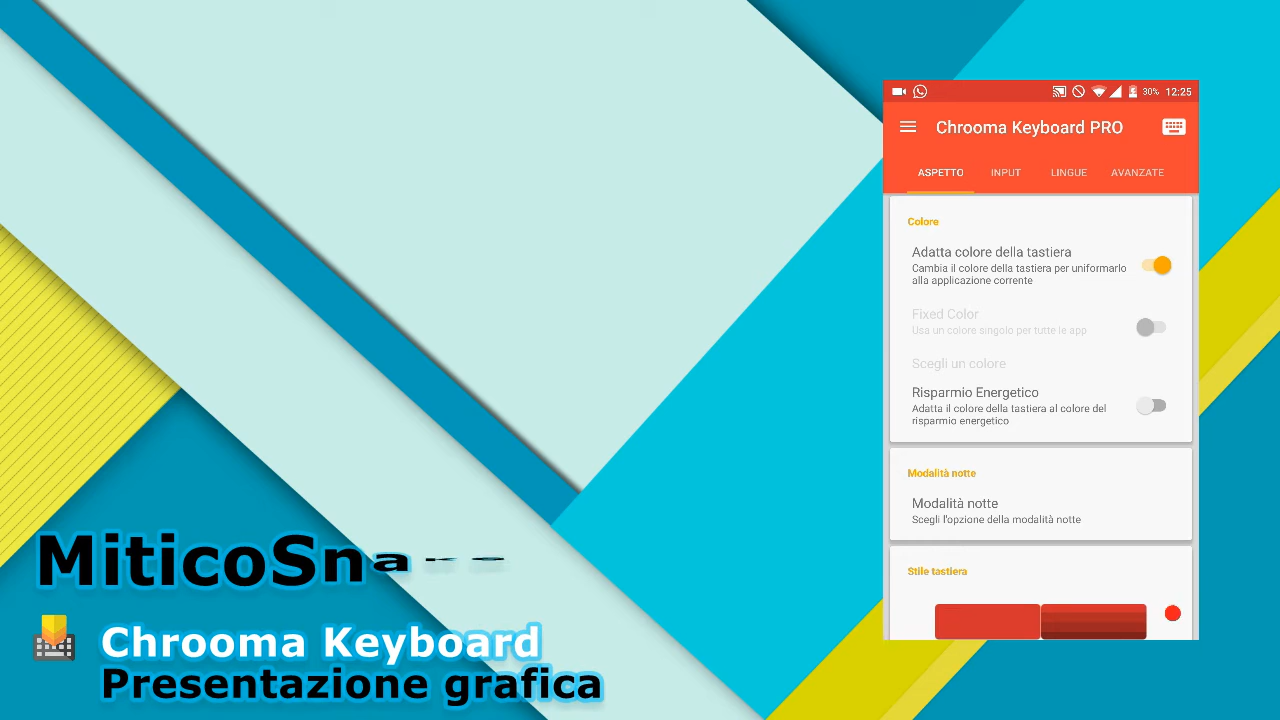 30% 12:25
Chrooma Keyboard PRO
ASPETTO INPUT LINGUE AVANZATE
Colore
Adatta colore della tastiera
Cambia il colore della tastiera per uniformarlo
alla applicazione corrente
Fixed Color
Usa un colore singolo per tutte le app
Scegli un colore
Risparmio Energetico
Adatta il colore della tastiera al colore del
risparmio energetico
Modalità notte
Modalità notte
Scegli l'opzione della modalità notte
Stile tastiera
MiticoSna
Chrooma Keyboard
Presentazione grafica